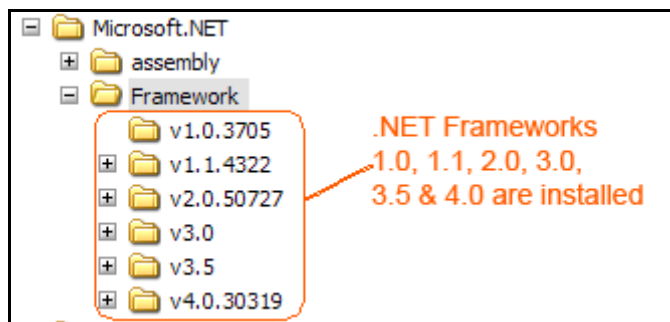 Microsoft.NET
assembly
Framework
v1.0.3705
v1.1.4322
v2.0.50727
v3.0
v3.5
v4.0.30319
.NET Frameworks
1.0, 1.1, 2.0, 3.0,
3.5 & 4.0 are installed